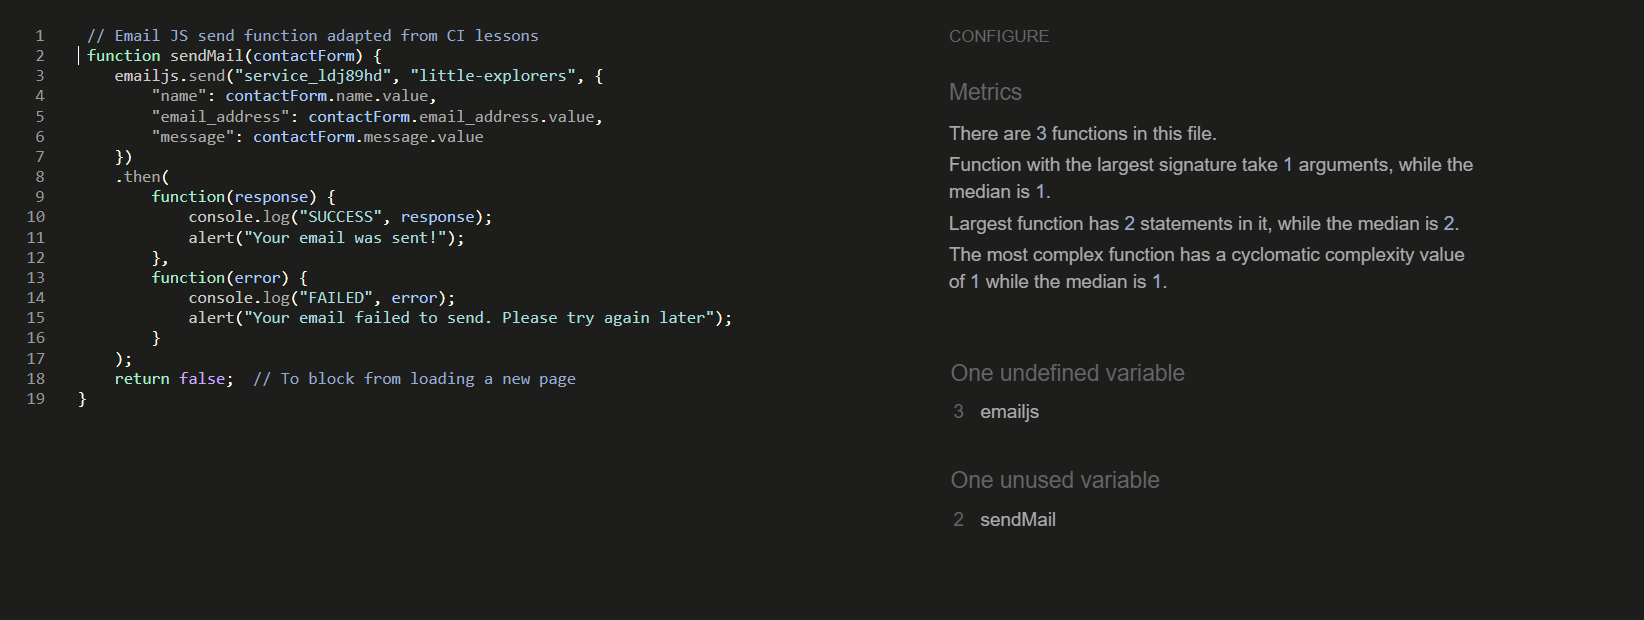 1 // Email JS send function adapted from CI lessons
2 function sendMail(contactForm) {
3 emailjs.send("service_ldj89hd", "little-explorers", {
4 "name": contactForm.name.value,
5 "email_address": contactForm.email_address.value,
6 "message": contactForm.message.value
7 })
8 .then(
9 function(response) {
10 console.log("SUCCESS", response);
11 alert("Your email was sent!");
12 },
13 function(error) {
14 console.log("FAILED", error);
15 alert("Your email failed to send. Please try again later");
16 }
17 );
18 return false;  // To block from loading a new page
19 }
CONFIGURE
Metrics
There are 3 functions in this file.
Function with the largest signature take 1 arguments, while the
median is 1.
Largest function has 2 statements in it, while the median is 2.
The most complex function has a cyclomatic complexity value
of 1 while the median is 1.
One undefined variable
3 emailjs
One unused variable
2 sendMail